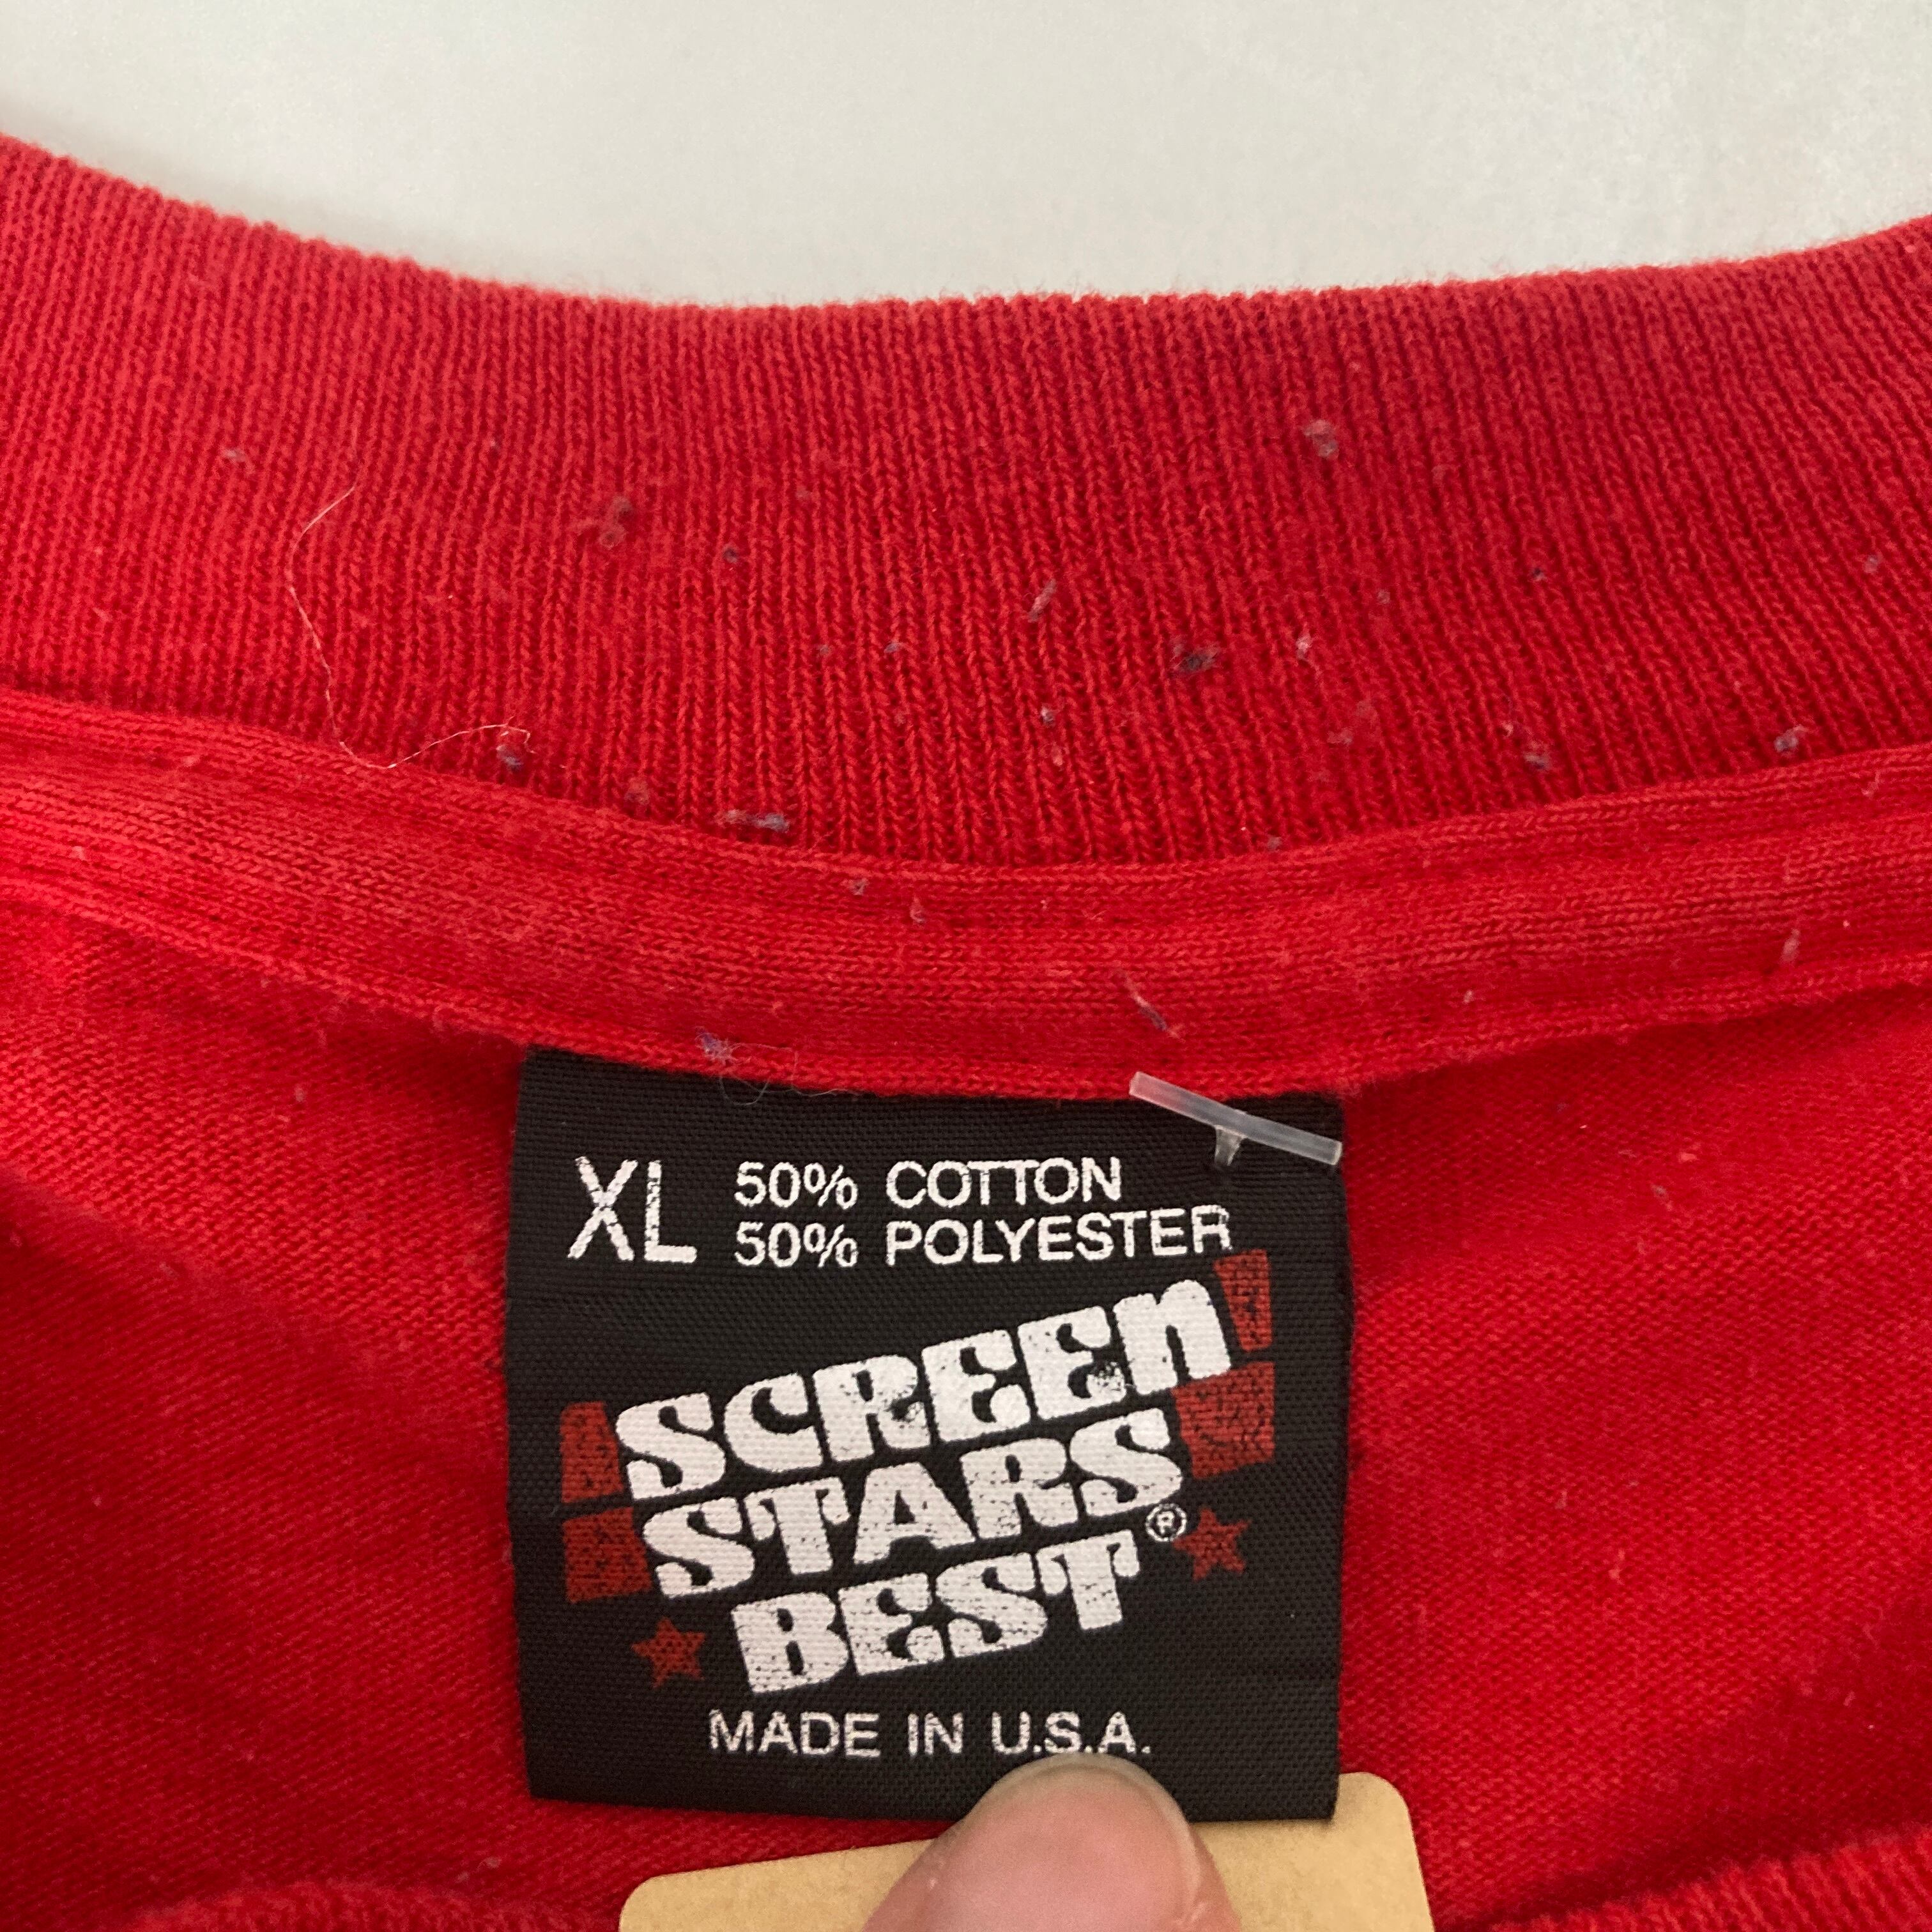 XL 50% COTTON
50% POLYESTER
SCREEn
STARS
BEST®
MADE IN U.S.A.